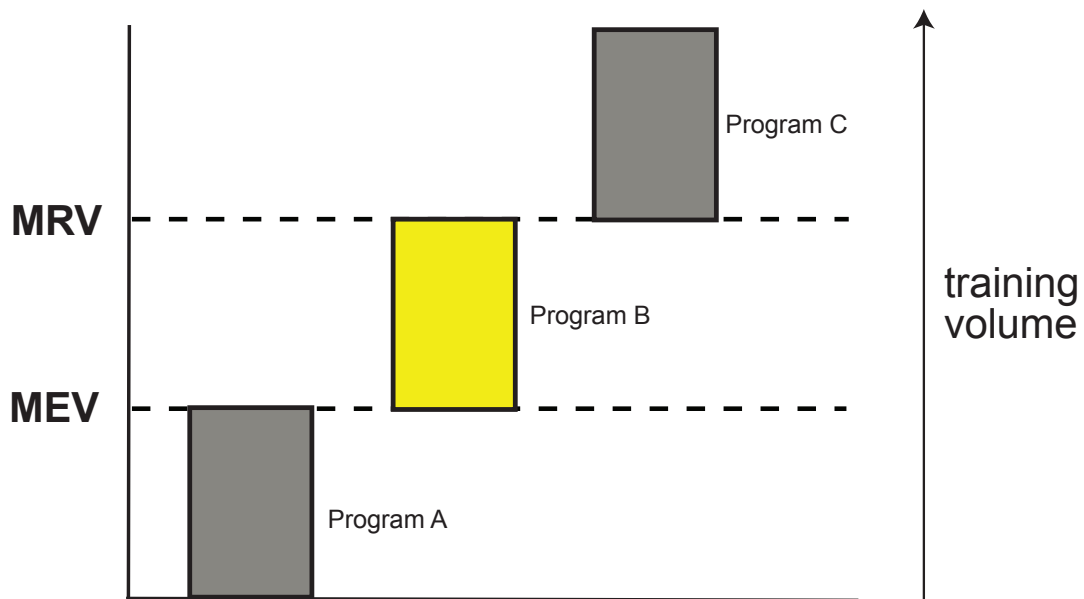 Program C
MRV
training
volume
Program B
MEV
Program A